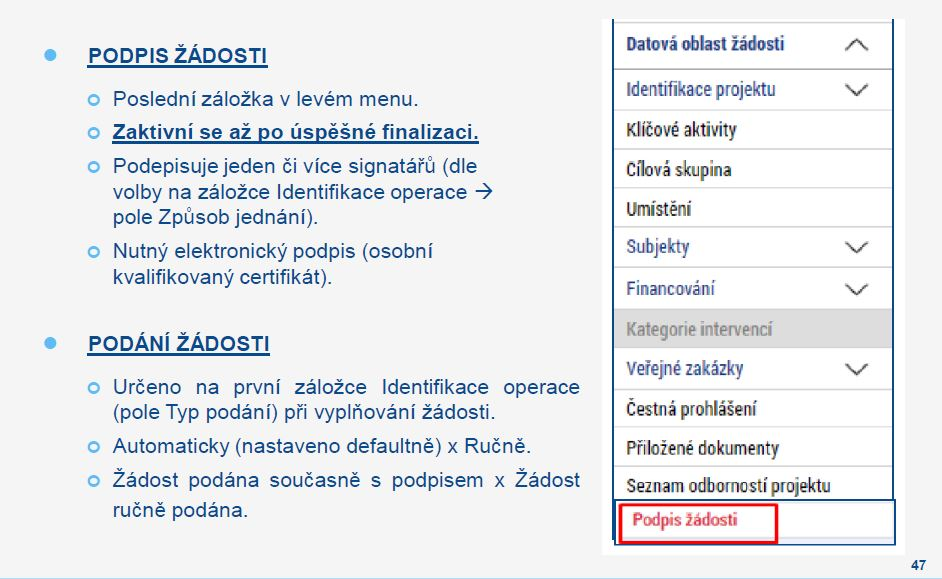 PODPIS ŽÁDOSTI
Poslední záložka v levém menu.
Zaktivní se až po úspěšné finalizaci.
Podepisuje jeden či více signatářů (dle
volby na záložce Identifikace operace →
pole Způsob jednání).
Nutný elektronický podpis (osobní
kvalifikovaný certifikát).
PODÁNÍ ŽÁDOSTI
Určeno na první záložce Identifikace operace
(pole Typ podání) při vyplňování žádosti.
Automaticky (nastaveno defaultně) x Ručně.
Žádost podána současně s podpisem x Žádost
ručně podána.
Datová oblast žádosti
Identifikace projektu
Klíčové aktivity
Cílová skupina
Umístění
Subjekty
Financování
Kategorie intervencí
Veřejné zakázky
Čestná prohlášení
Přiložené dokumenty
Seznam odborností projektu
Podpis žádosti
47